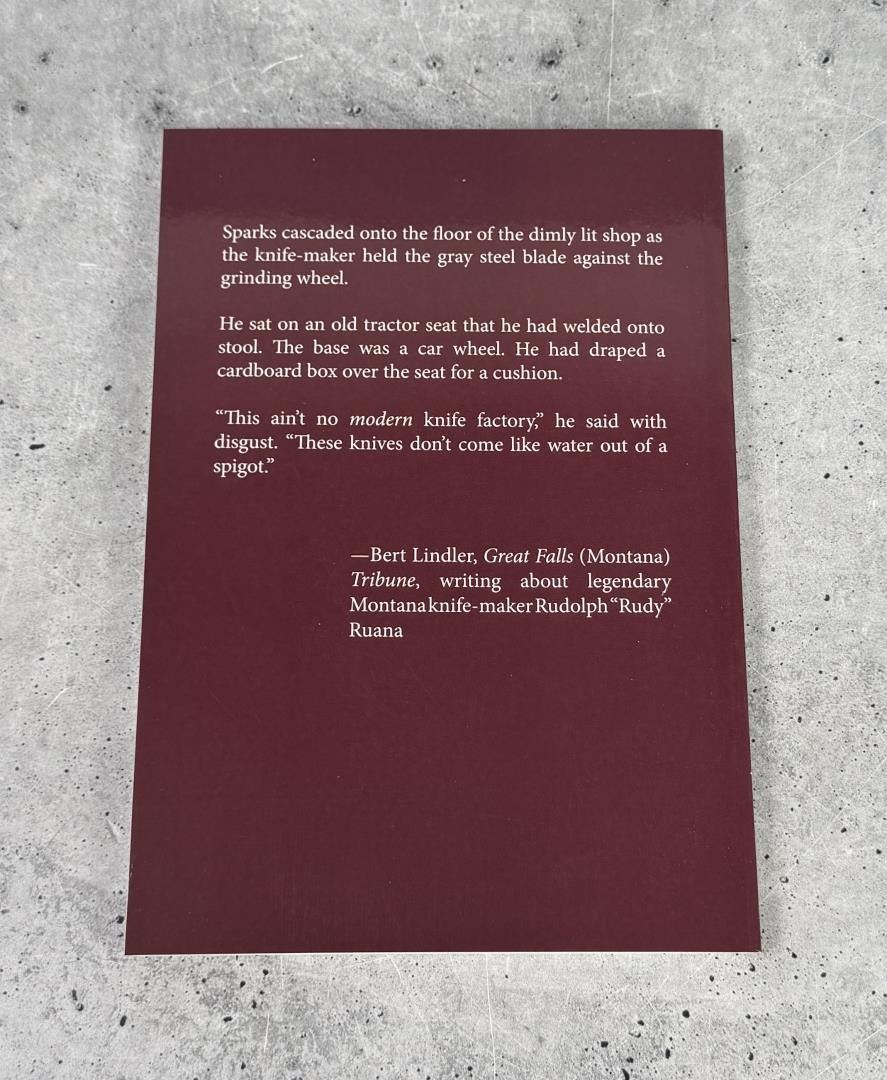 Sparks cascaded onto the floor of the dimly lit shop as
the knife-maker held the gray steel blade against the
grinding wheel.
He sat on an old tractor seat that he had welded onto
stool. The base was a car wheel. He had draped a
cardboard box over the seat for a cushion.
“This ain’t no modern knife factory,” he said with
disgust. “These knives don’t come like water out of a
spigot.”
—Bert Lindler, Great Falls (Montana)
Tribune, writing about legendary
Montana knife-maker Rudolph “Rudy”
Ruana